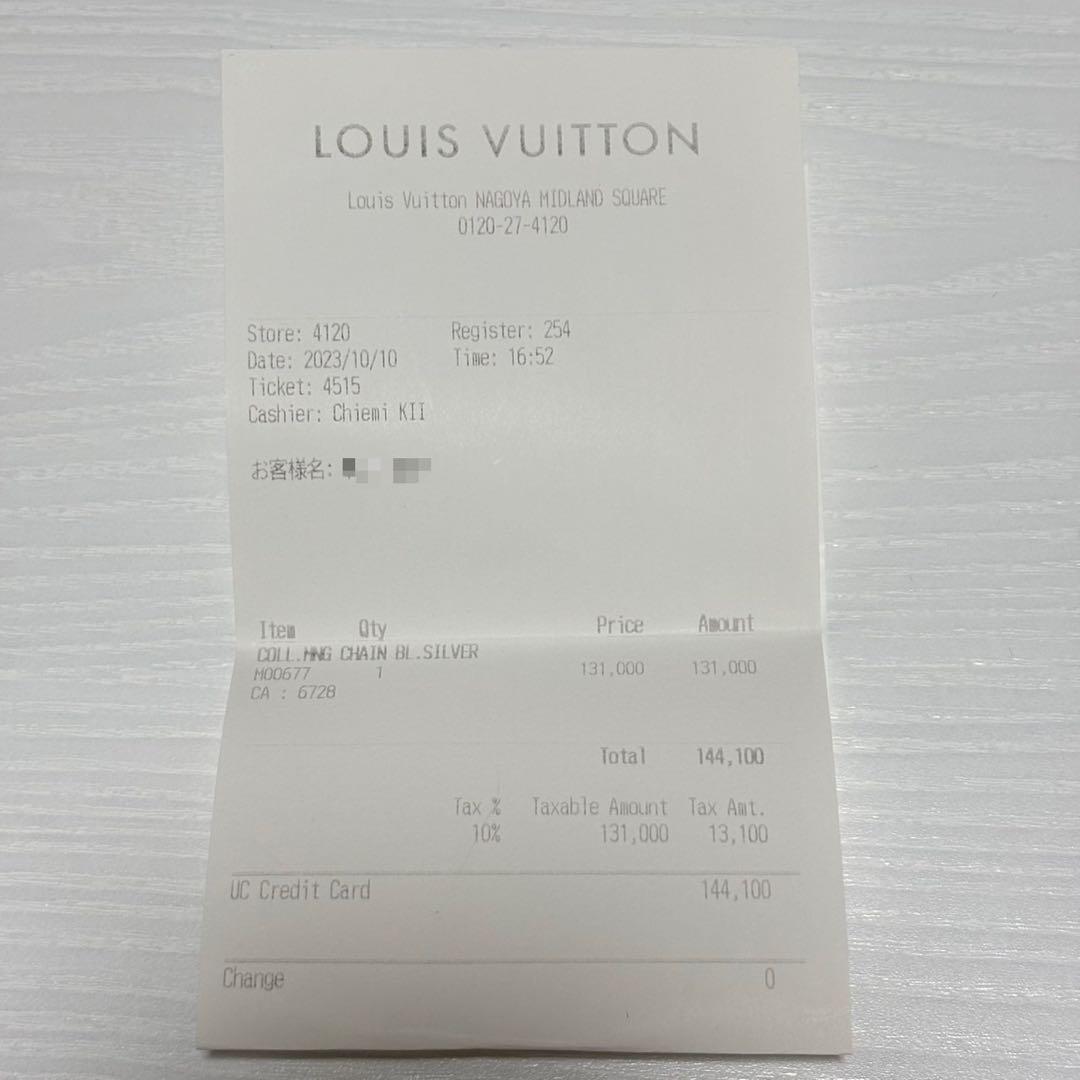 LOUIS VUITTON
Louis Vuitton NAGOYA MIDLAND SQUARE
0120-27-4120
Store: 4120 Register: 254
Date: 2023/10/10 Time: 16:52
Ticket: 4515
Cashier: Chiemi KII
お客様名:
Item Qty Price Amount
COLL.MNG CHAIN BL.SILVER
M00677 1 131,000 131,000
CA : 6728
Total 144,100
Tax % Taxable Amount Tax Amt.
10% 131,000 13,100
UC Credit Card 144,100
Change 0